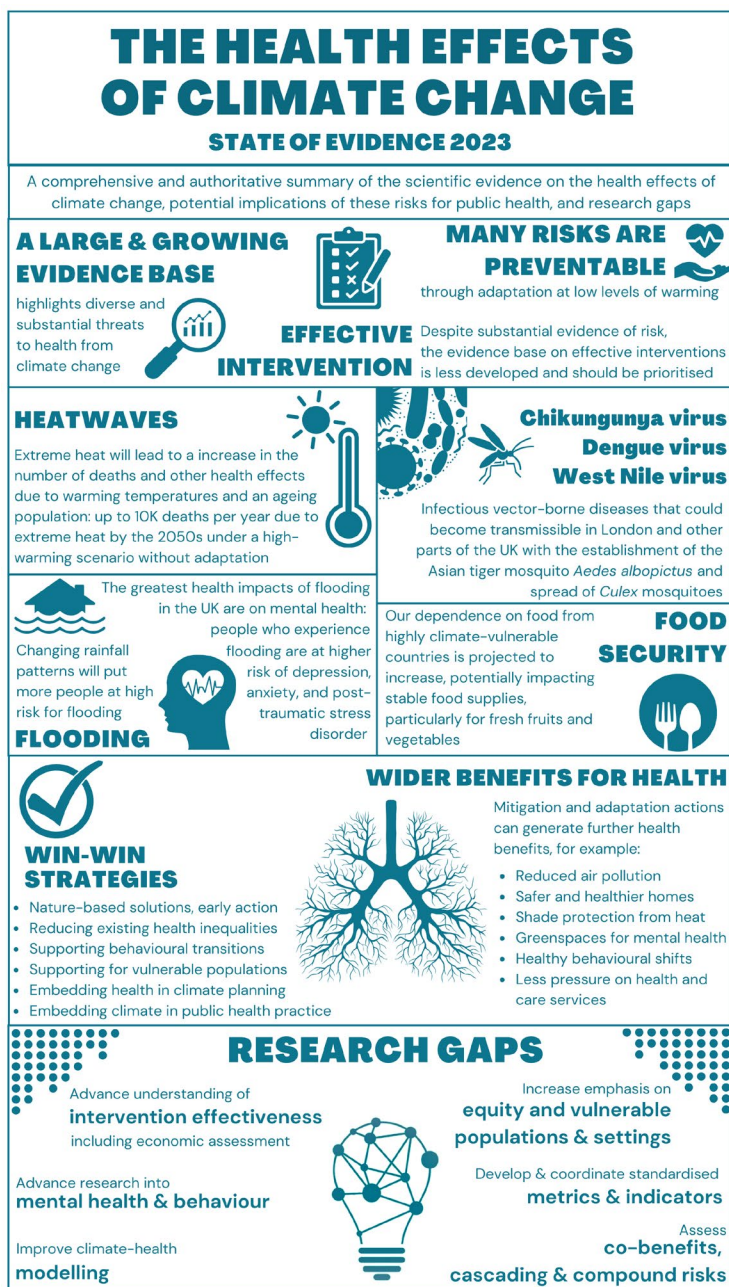 THE HEALTH EFFECTS
OF CLIMATE CHANGE
STATE OF EVIDENCE 2023
A comprehensive and authoritative summary of the scientific evidence on the health effects of
climate change, potential implications of these risks for public health, and research gaps
A LARGE & GROWING
EVIDENCE BASE
highlights diverse and
substantial threats
to health from
climate change
MANY RISKS ARE
PREVENTABLE
through adaptation at low levels of warming
EFFECTIVE
INTERVENTION
Despite substantial evidence of risk,
the evidence base on effective interventions
is less developed and should be prioritised
HEATWAVES
Extreme heat will lead to a increase in the
number of deaths and other health effects
due to warming temperatures and an ageing
population: up to 10K deaths per year due to
extreme heat by the 2050s under a high-
warming scenario without adaptation
Chikungunya virus
Dengue virus
West Nile virus
Infectious vector-borne diseases that could
become transmissible in London and other
parts of the UK with the establishment of the
Asian tiger mosquito Aedes albopictus and
spread of Culex mosquitoes
The greatest health impacts of flooding
in the UK are on mental health:
people who experience
flooding are at higher
risk of depression,
anxiety, and post-
traumatic stress
disorder
Changing rainfall
patterns will put
more people at high
risk for flooding
FLOODING
Our dependence on food from
highly climate-vulnerable
countries is projected to
increase, potentially impacting
stable food supplies,
particularly for fresh fruits and
vegetables
FOOD
SECURITY
WIN-WIN
STRATEGIES
• Nature-based solutions, early action
• Reducing existing health inequalities
• Supporting behavioural transitions
• Supporting for vulnerable populations
• Embedding health in climate planning
• Embedding climate in public health practice
WIDER BENEFITS FOR HEALTH
Mitigation and adaptation actions
can generate further health
benefits, for example:
• Reduced air pollution
• Safer and healthier homes
• Shade protection from heat
• Greenspaces for mental health
• Healthy behavioural shifts
• Less pressure on health and
care services
RESEARCH GAPS
Advance understanding of
intervention effectiveness
including economic assessment
Advance research into
mental health & behaviour
Improve climate-health
modelling
Increase emphasis on
equity and vulnerable
populations & settings
Develop & coordinate standardised
metrics & indicators
Assess
co-benefits,
cascading & compound risks